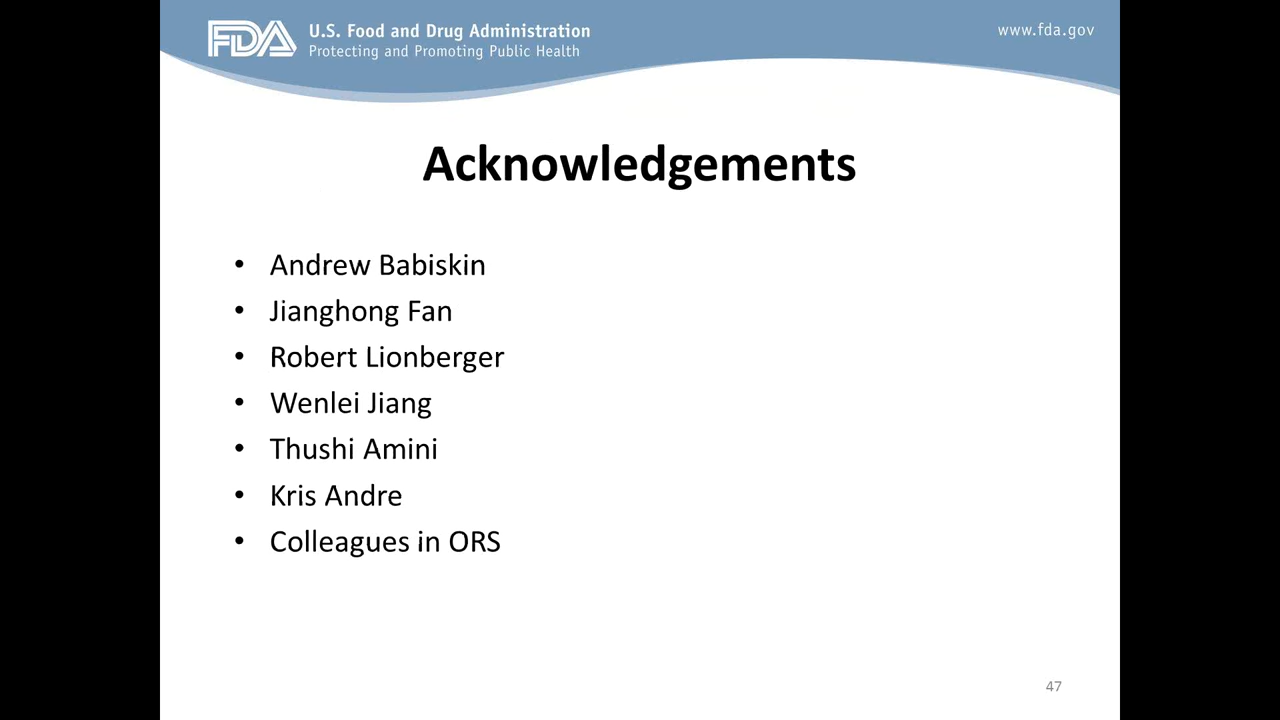 FDA
U.S. Food and Drug Administration
Protecting and Promoting Public Health
www.fda.gov
Acknowledgements
• Andrew Babiskin
• Jianghong Fan
• Robert Lionberger
• Wenlei Jiang
• Thushi Amini
• Kris Andre
• Colleagues in ORS
47